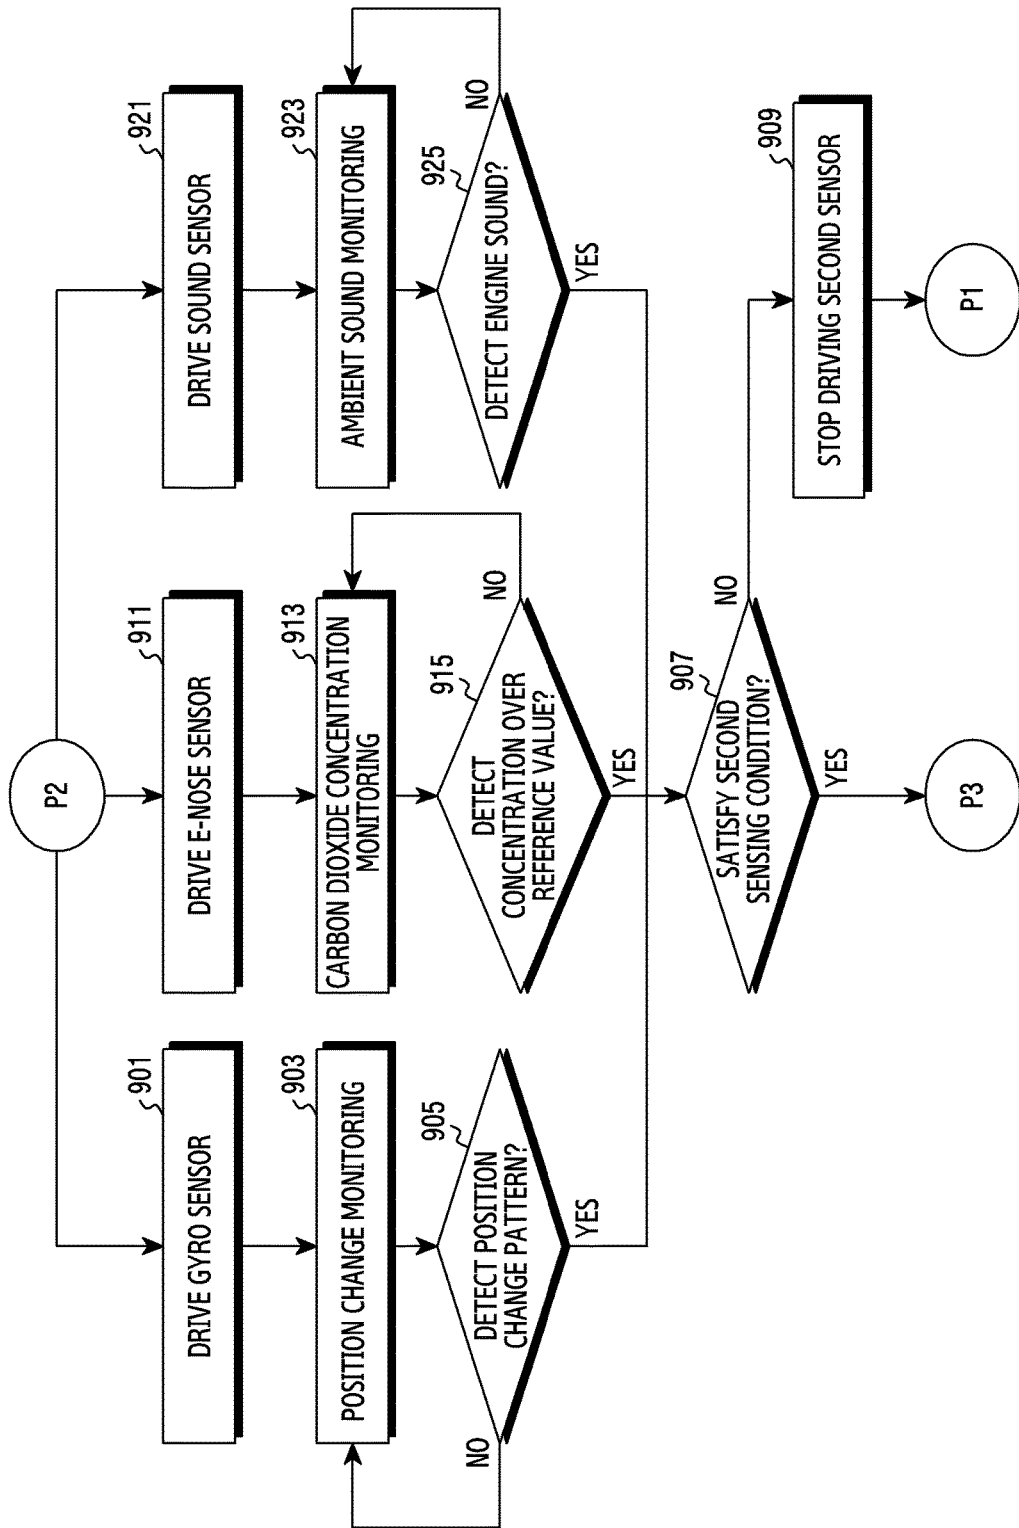 P2
901
DRIVE GYRO SENSOR
903
POSITION CHANGE MONITORING
905
DETECT POSITION
CHANGE PATTERN?
NO
YES
911
DRIVE E-NOSE SENSOR
913
CARBON DIOXIDE CONCENTRATION
MONITORING
915
DETECT
CONCENTRATION OVER
REFERENCE VALUE?
NO
YES
921
DRIVE SOUND SENSOR
923
AMBIENT SOUND MONITORING
925
DETECT ENGINE SOUND?
NO
YES
907
SATISFY SECOND
SENSING CONDITION?
NO
YES
909
STOP DRIVING SECOND SENSOR
P3
P1